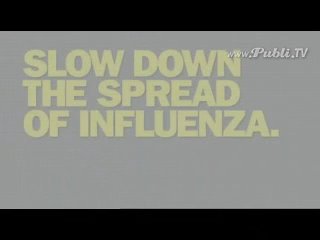 www.Publi.TV
SLOW DOWN
THE SPREAD
OF INFLUENZA.